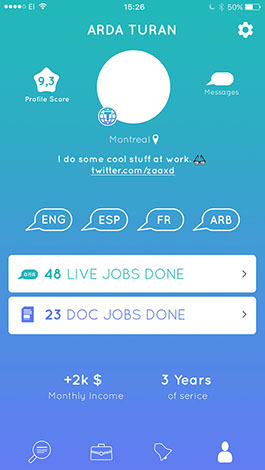 El
15:26
50%
ARDA TURAN
9,3
Profile Score
Messages
Montreal
I do some cool stuff at work.
twitter.com/zaaxd
ENG
ESP
FR
ARB
48 LIVE JOBS DONE
23 DOC JOBS DONE
+2k $
Monthly Income
3 Years
of serice